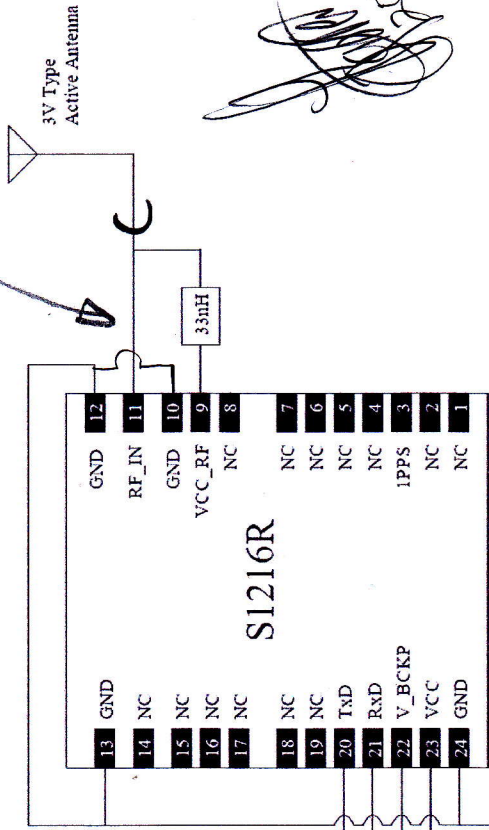 3V Type
Active Antenna
33nH
S1216R
13 GND
14 NC
15 NC
16 NC
17 NC
18 NC
19 NC
20 TxD
21 RxD
22 V_BCKP
23 VCC
24 GND
GND 12
RF_IN 11
GND 10
VCC_RF 9
NC 8
NC 7
NC 6
NC 5
NC 4
1PPS 3
NC 2
NC 1